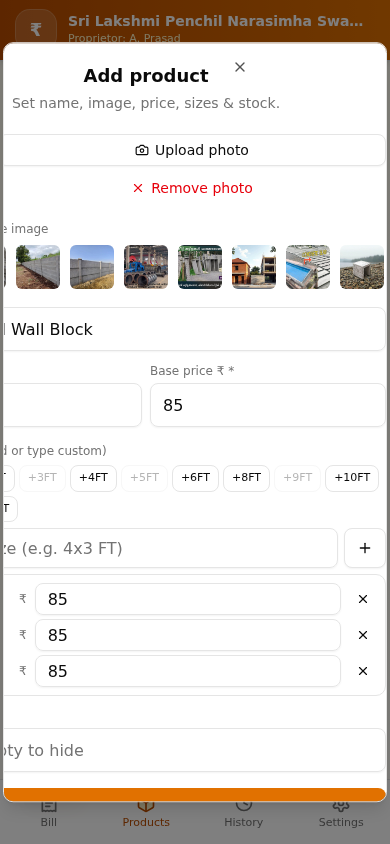 ₹
Sri Lakshmi Penchil Narasimha Swa...
Proprietor: A. Prasad
Add product
Set name, image, price, sizes & stock.
Upload photo
Remove photo
e image
Wall Block
Base price ₹ *
85
d or type custom)
+3FT +4FT +5FT +6FT +8FT +9FT +10FT
T
ze (e.g. 4x3 FT)
₹ 85
₹ 85
₹ 85
pty to hide
Bill Products History Settings